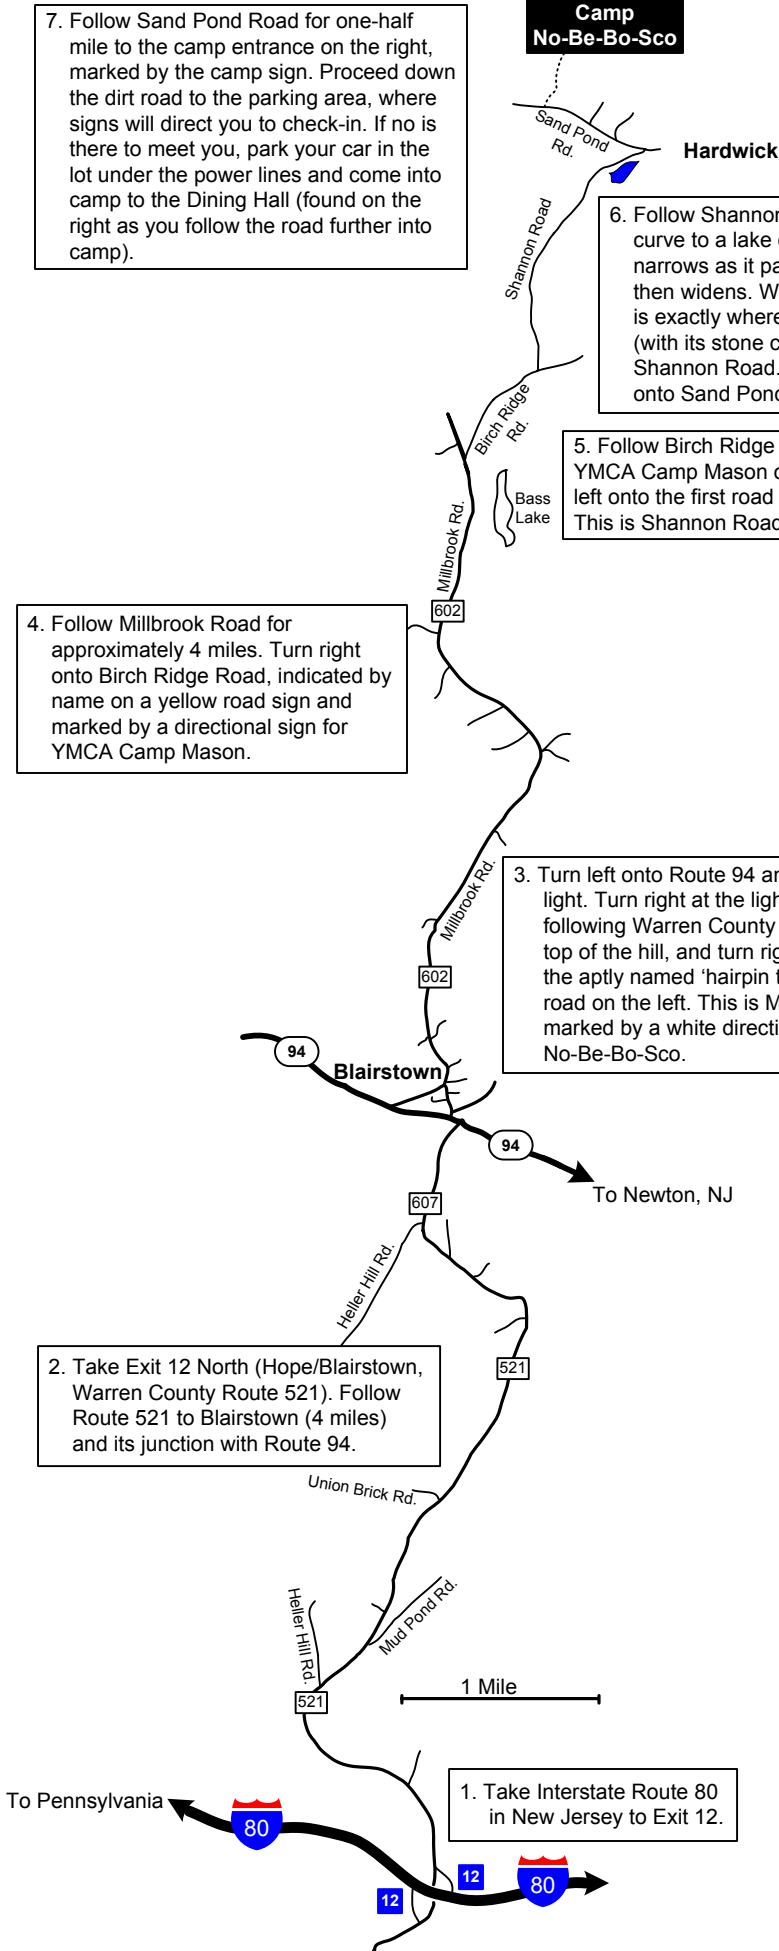 7. Follow Sand Pond Road for one-half
mile to the camp entrance on the right,
marked by the camp sign. Proceed down
the dirt road to the parking area, where
signs will direct you to check-in. If no is
there to meet you, park your car in the
lot under the power lines and come into
camp to the Dining Hall (found on the
right as you follow the road further into
camp).
Camp
No-Be-Bo-Sco
Sand Pond
Rd.
Hardwick
Shannon Road
6. Follow Shannon
curve to a lake
narrows as it pa
then widens. W
is exactly where
(with its stone c
Shannon Road.
onto Sand Pond
Birch Ridge
Rd.
5. Follow Birch Ridge
YMCA Camp Mason o
left onto the first road
This is Shannon Road
Bass
Lake
Millbrook Rd.
602
4. Follow Millbrook Road for
approximately 4 miles. Turn right
onto Birch Ridge Road, indicated by
name on a yellow road sign and
marked by a directional sign for
YMCA Camp Mason.
Millbrook Rd.
3. Turn left onto Route 94 an
light. Turn right at the ligh
following Warren County
top of the hill, and turn rig
the aptly named ‘hairpin t
road on the left. This is M
marked by a white directi
No-Be-Bo-Sco.
602
94
Blairstown
94
To Newton, NJ
607
Heller Hill Rd.
2. Take Exit 12 North (Hope/Blairstown,
Warren County Route 521). Follow
Route 521 to Blairstown (4 miles)
and its junction with Route 94.
521
Union Brick Rd.
Heller Hill Rd.
Mud Pond Rd.
521
1 Mile
1. Take Interstate Route 80
in New Jersey to Exit 12.
To Pennsylvania
80
12
12
80